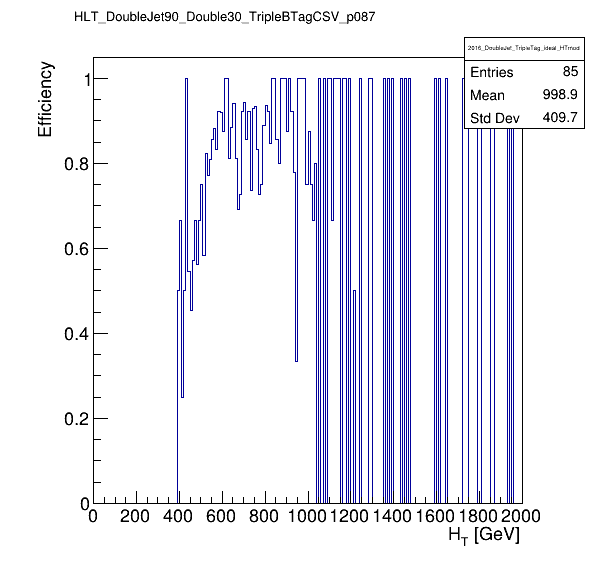 HLT_DoubleJet90_Double30_TripleBTagCSV_p087
2016_DoubleJet_TripleTag_ideal_HTmod
Entries 85
Mean 998.9
Std Dev 409.7
Efficiency
1
0.8
0.6
0.4
0.2
0
0 200 400 600 800 1000 1200 1400 1600 1800 2000
H_T [GeV]